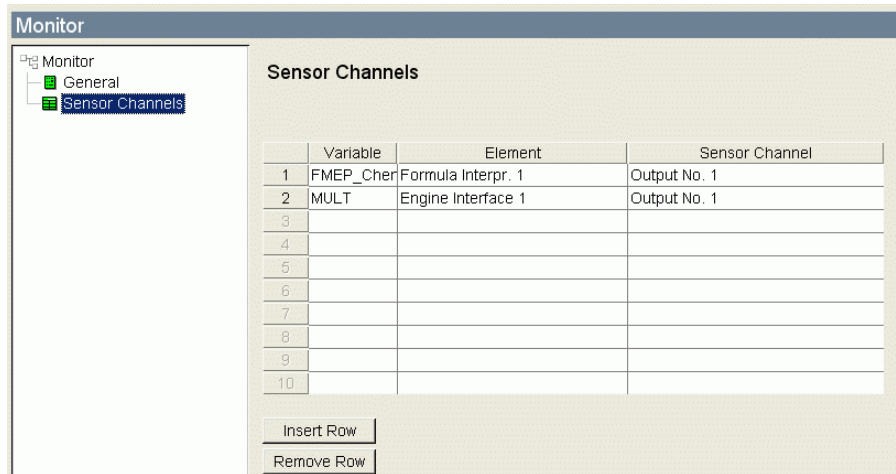 Monitor
Monitor
General
Sensor Channels
Sensor Channels
Variable Element Sensor Channel
1 FMEP_Cher Formula Interpr. 1 Output No. 1
2 MULT Engine Interface 1 Output No. 1
3
4
5
6
7
8
9
10
Insert Row
Remove Row